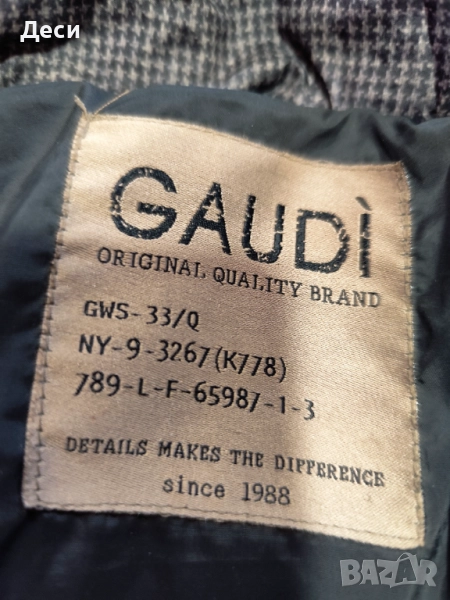 Деси
GAUDÌ
ORIGINAL QUALITY BRAND
GWS-33/Q
NY-9-3267(K778)
789-L-F-65987-1-3
DETAILS MAKES THE DIFFERENCE
since 1988
BAZAR